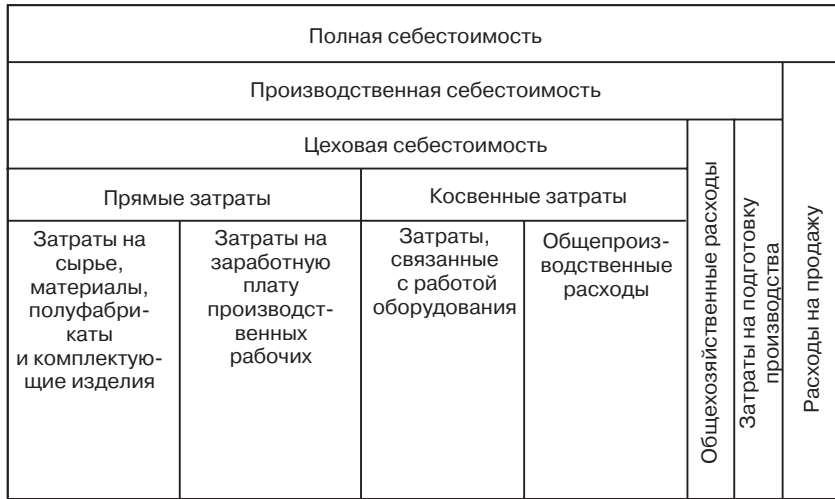 Полная себестоимость
Производственная себестоимость
Цеховая себестоимость
Прямые затраты
Косвенные затраты
Затраты на
сырье,
материалы,
полуфабри-
каты
и комплектую-
щие изделия
Затраты на
заработную
плату
производст-
венных
рабочих
Затраты,
связанные
с работой
оборудования
Общепроиз-
водственные
расходы
Общехозяйственные расходы
Затраты на подготовку
производства
Расходы на продажу